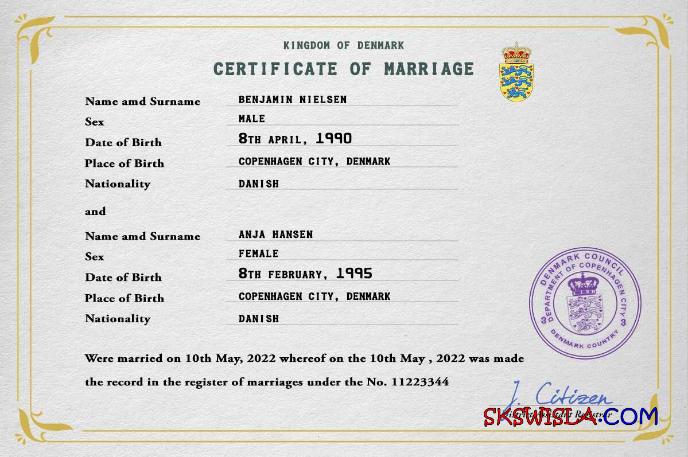 KINGDOM OF DENMARK
CERTIFICATE OF MARRIAGE
Name amd Surname BENJAMIN NIELSEN
Sex MALE
Date of Birth 8TH APRIL, 1990
Place of Birth COPENHAGEN CITY, DENMARK
Nationality DANISH
and
Name amd Surname ANJA HANSEN
Sex FEMALE
Date of Birth 8TH FEBRUARY, 1995
Place of Birth COPENHAGEN CITY, DENMARK
Nationality DANISH
DENMARK COUNCIL
DEPARTMENT OF COPENHAGEN CITY
3 3
DENMARK COUNTRY
Were married on 10th May, 2022 whereof on the 10th May , 2022 was made
the record in the register of marriages under the No. 11223344
J. Citizen
Registrar
SKSWISDA.COM